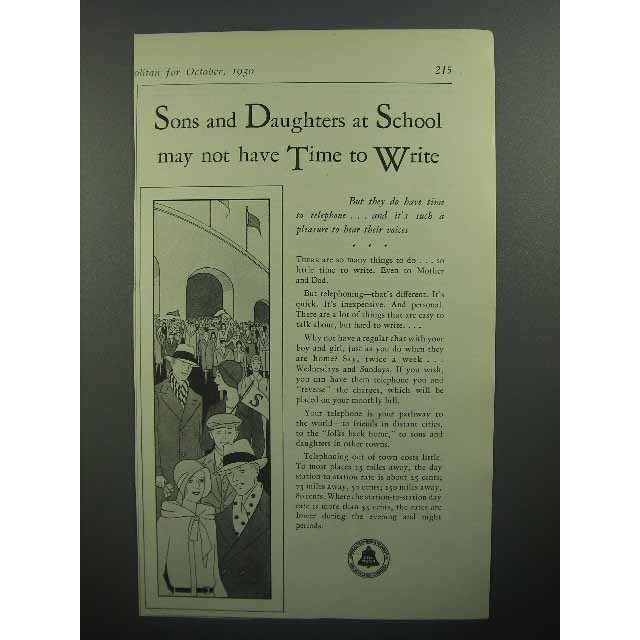 olitan for October, 1930
215
Sons and Daughters at School
may not have Time to Write
But they do have time
to telephone . . . and it's such a
pleasure to hear their voices
There are so many things to do . . . so
little time to write. Even to Mother
and Dad.
But telephoning—that's different. It's
quick. It's inexpensive. And personal.
There are a lot of things that are easy to
talk about, but hard to write. . . .
Why not have a regular chat with your
boy and girl, just as you do when they
are home? Say, twice a week . . .
Wednesdays and Sundays. If you wish,
you can have them telephone you and
"reverse" the charges, which will be
placed on your monthly bill.
Your telephone is your pathway to
the world—to friends in distant cities,
to the "folks back home," to sons and
daughters in other towns.
Telephoning out of town costs little.
To most places 25 miles away, the day
station to station rate is about 25 cents;
75 miles away, 50 cents; 150 miles away,
80 cents. Where the station-to-station day
rate is more than 35 cents, the rates are
lower during the evening and night
periods.
S